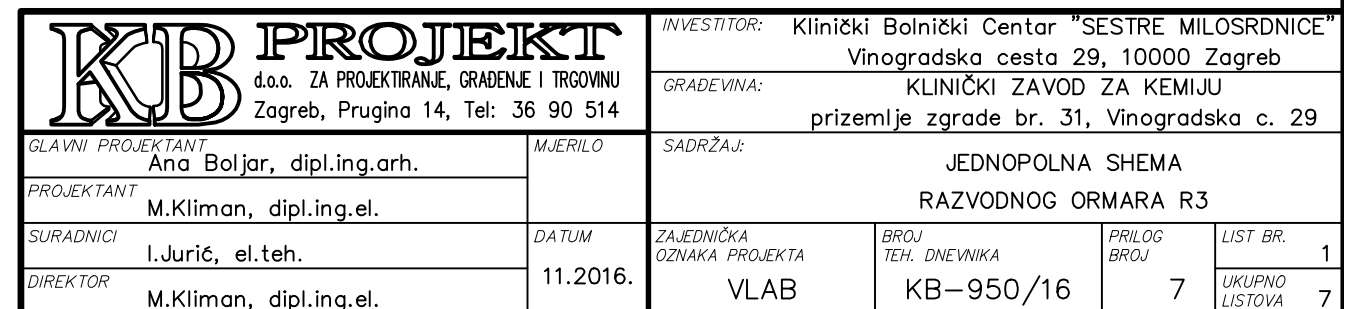 KB PROJEKT
d.o.o. ZA PROJEKTIRANJE, GRAĐENJE I TRGOVINU
Zagreb, Prugina 14, Tel: 36 90 514
INVESTITOR: Klinički Bolnički Centar "SESTRE MILOSRDNICE"
Vinogradska cesta 29, 10000 Zagreb
GRAĐEVINA: KLINIČKI ZAVOD ZA KEMIJU
prizemlje zgrade br. 31, Vinogradska c. 29
GLAVNI PROJEKTANT
Ana Boljar, dipl.ing.arh.
MJERILO
PROJEKTANT
M.Kliman, dipl.ing.el.
SADRŽAJ:
JEDNOPOLNA SHEMA
RAZVODNOG ORMARA R3
SURADNICI
I.Jurić, el.teh.
DATUM
11.2016.
DIREKTOR
M.Kliman, dipl.ing.el.
ZAJEDNIČKA
OZNAKA PROJEKTA
VLAB
BROJ
TEH. DNEVNIKA
KB-950/16
PRILOG
BROJ
7
LIST BR.
1
UKUPNO
LISTOVA 7